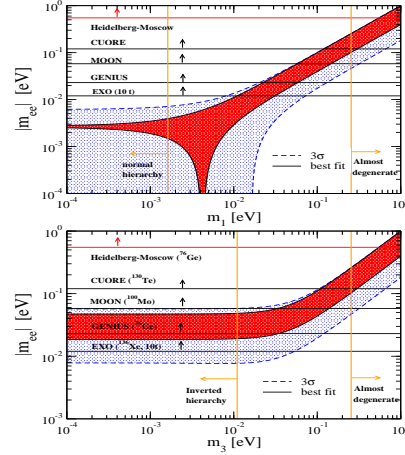 10^0
Heidelberg-Moscow
CUORE
10^-1
MOON
GENIUS
10^-2
EXO (10 t)
|m_ee| [eV]
10^-3
normal
hierarchy
3σ
best fit
Almost
degenerate
10^-4
10^-4 10^-3 10^-2 10^-1 10^0
m_1 [eV]
10^0
Heidelberg-Moscow (^76Ge)
CUORE (^130Te)
10^-1
MOON (^100Mo)
GENIUS (^76Ge)
EXO (^136Xe, 10t)
10^-2
|m_ee| [eV]
Inverted
hierarchy
3σ
best fit
Almost
degenerate
10^-3
10^-4 10^-3 10^-2 10^-1 10^0
m_3 [eV]